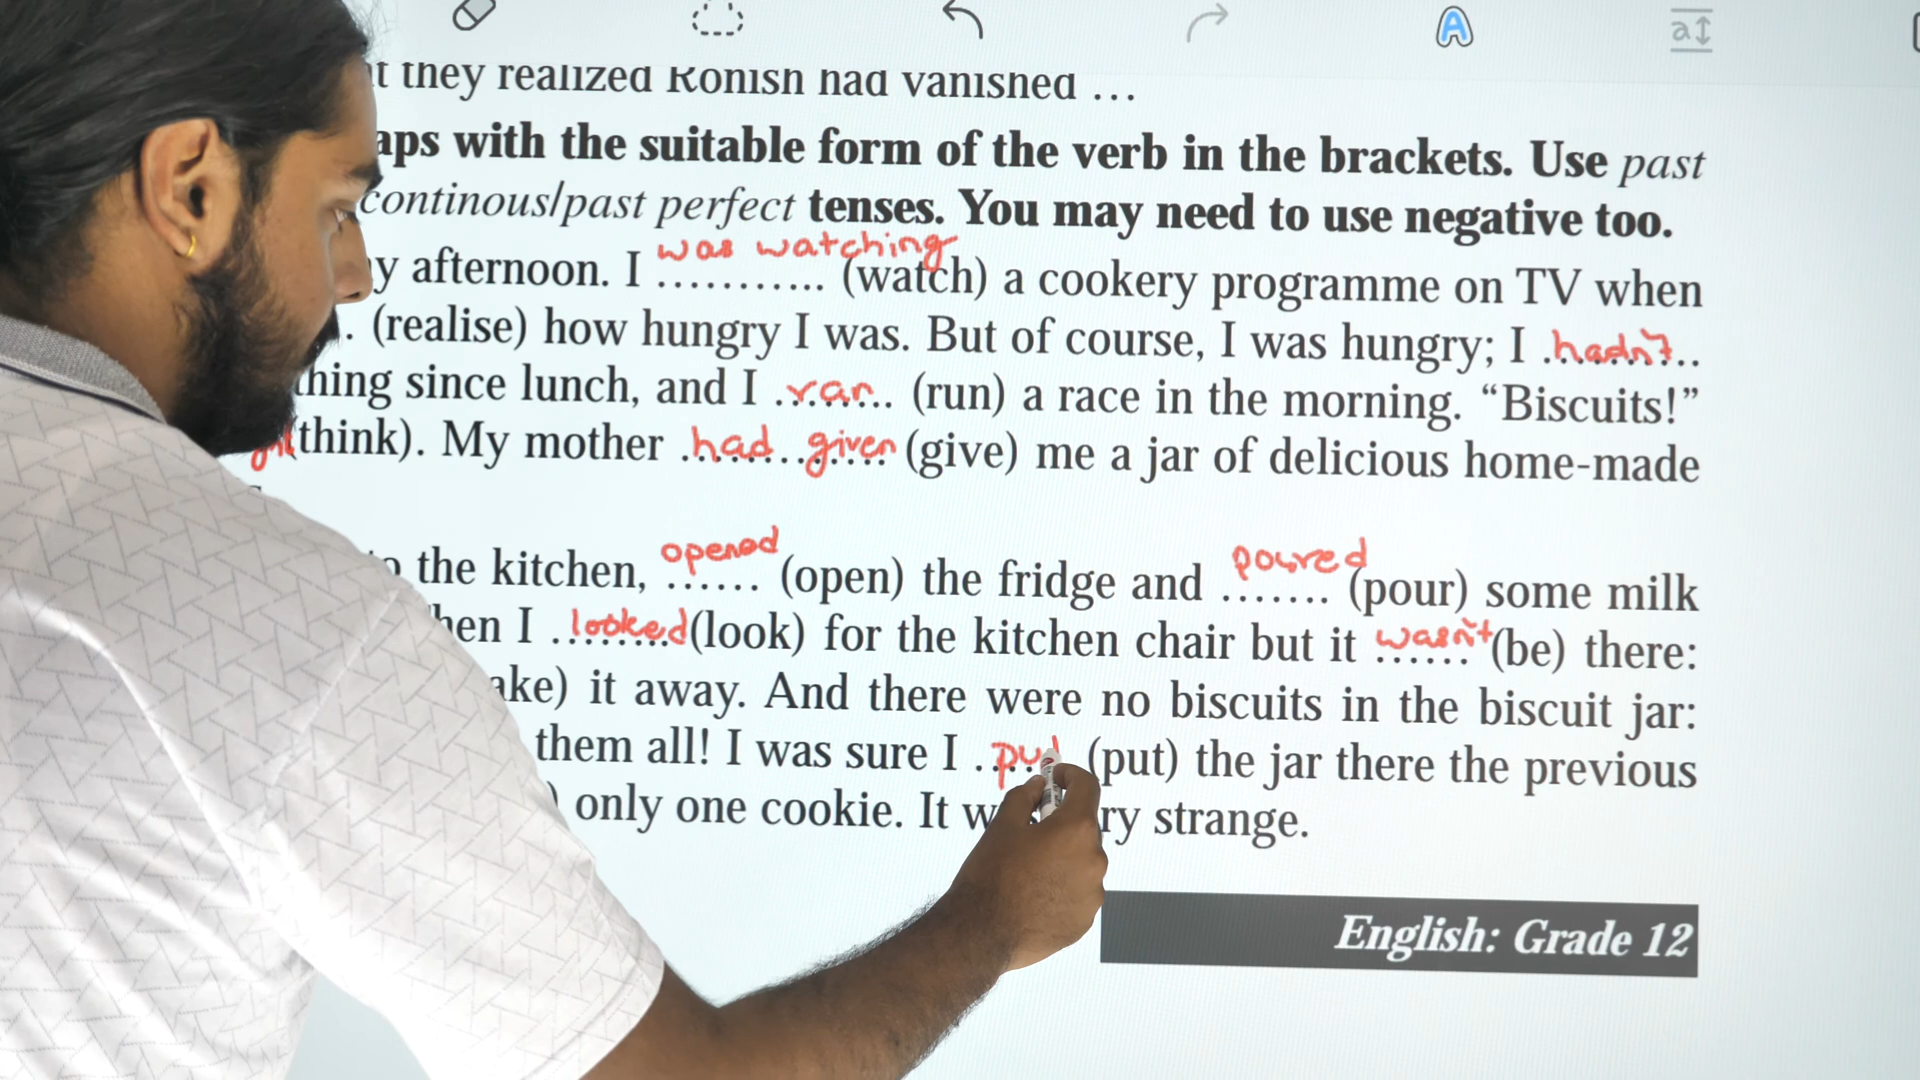 t they realized Ronish had vanished ...
aps with the suitable form of the verb in the brackets. Use past
continous/past perfect tenses. You may need to use negative too.
was watching
y afternoon. I ........... (watch) a cookery programme on TV when
. (realise) how hungry I was. But of course, I was hungry; I hadn't
hing since lunch, and I ran (run) a race in the morning. “Biscuits!”
(think). My mother had given (give) me a jar of delicious home-made
opened poured
the kitchen, ...... (open) the fridge and ....... (pour) some milk
hen I looked (look) for the kitchen chair but it wasn't (be) there:
ake) it away. And there were no biscuits in the biscuit jar:
them all! I was sure I put (put) the jar there the previous
) only one cookie. It w ry strange.
English: Grade 12
A
a